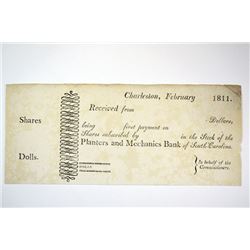 Charleston, February 1811.
Received from
Dollars,
Shares
being first payment on
Shares subscribed by in the Stock of the
Planters and Mechanics Bank of South-Carolina.
Dolls.
In behalf of the
Commissioners.